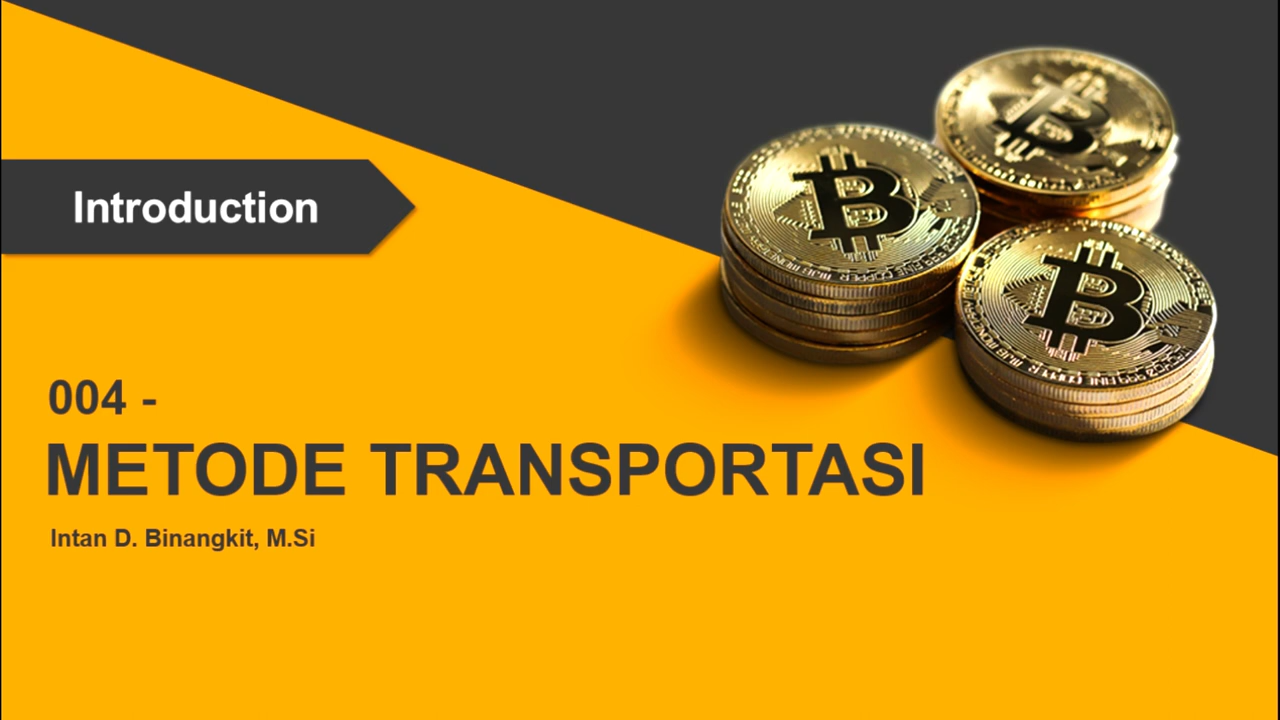 Introduction
004 -
METODE TRANSPORTASI
Intan D. Binangkit, M.Si